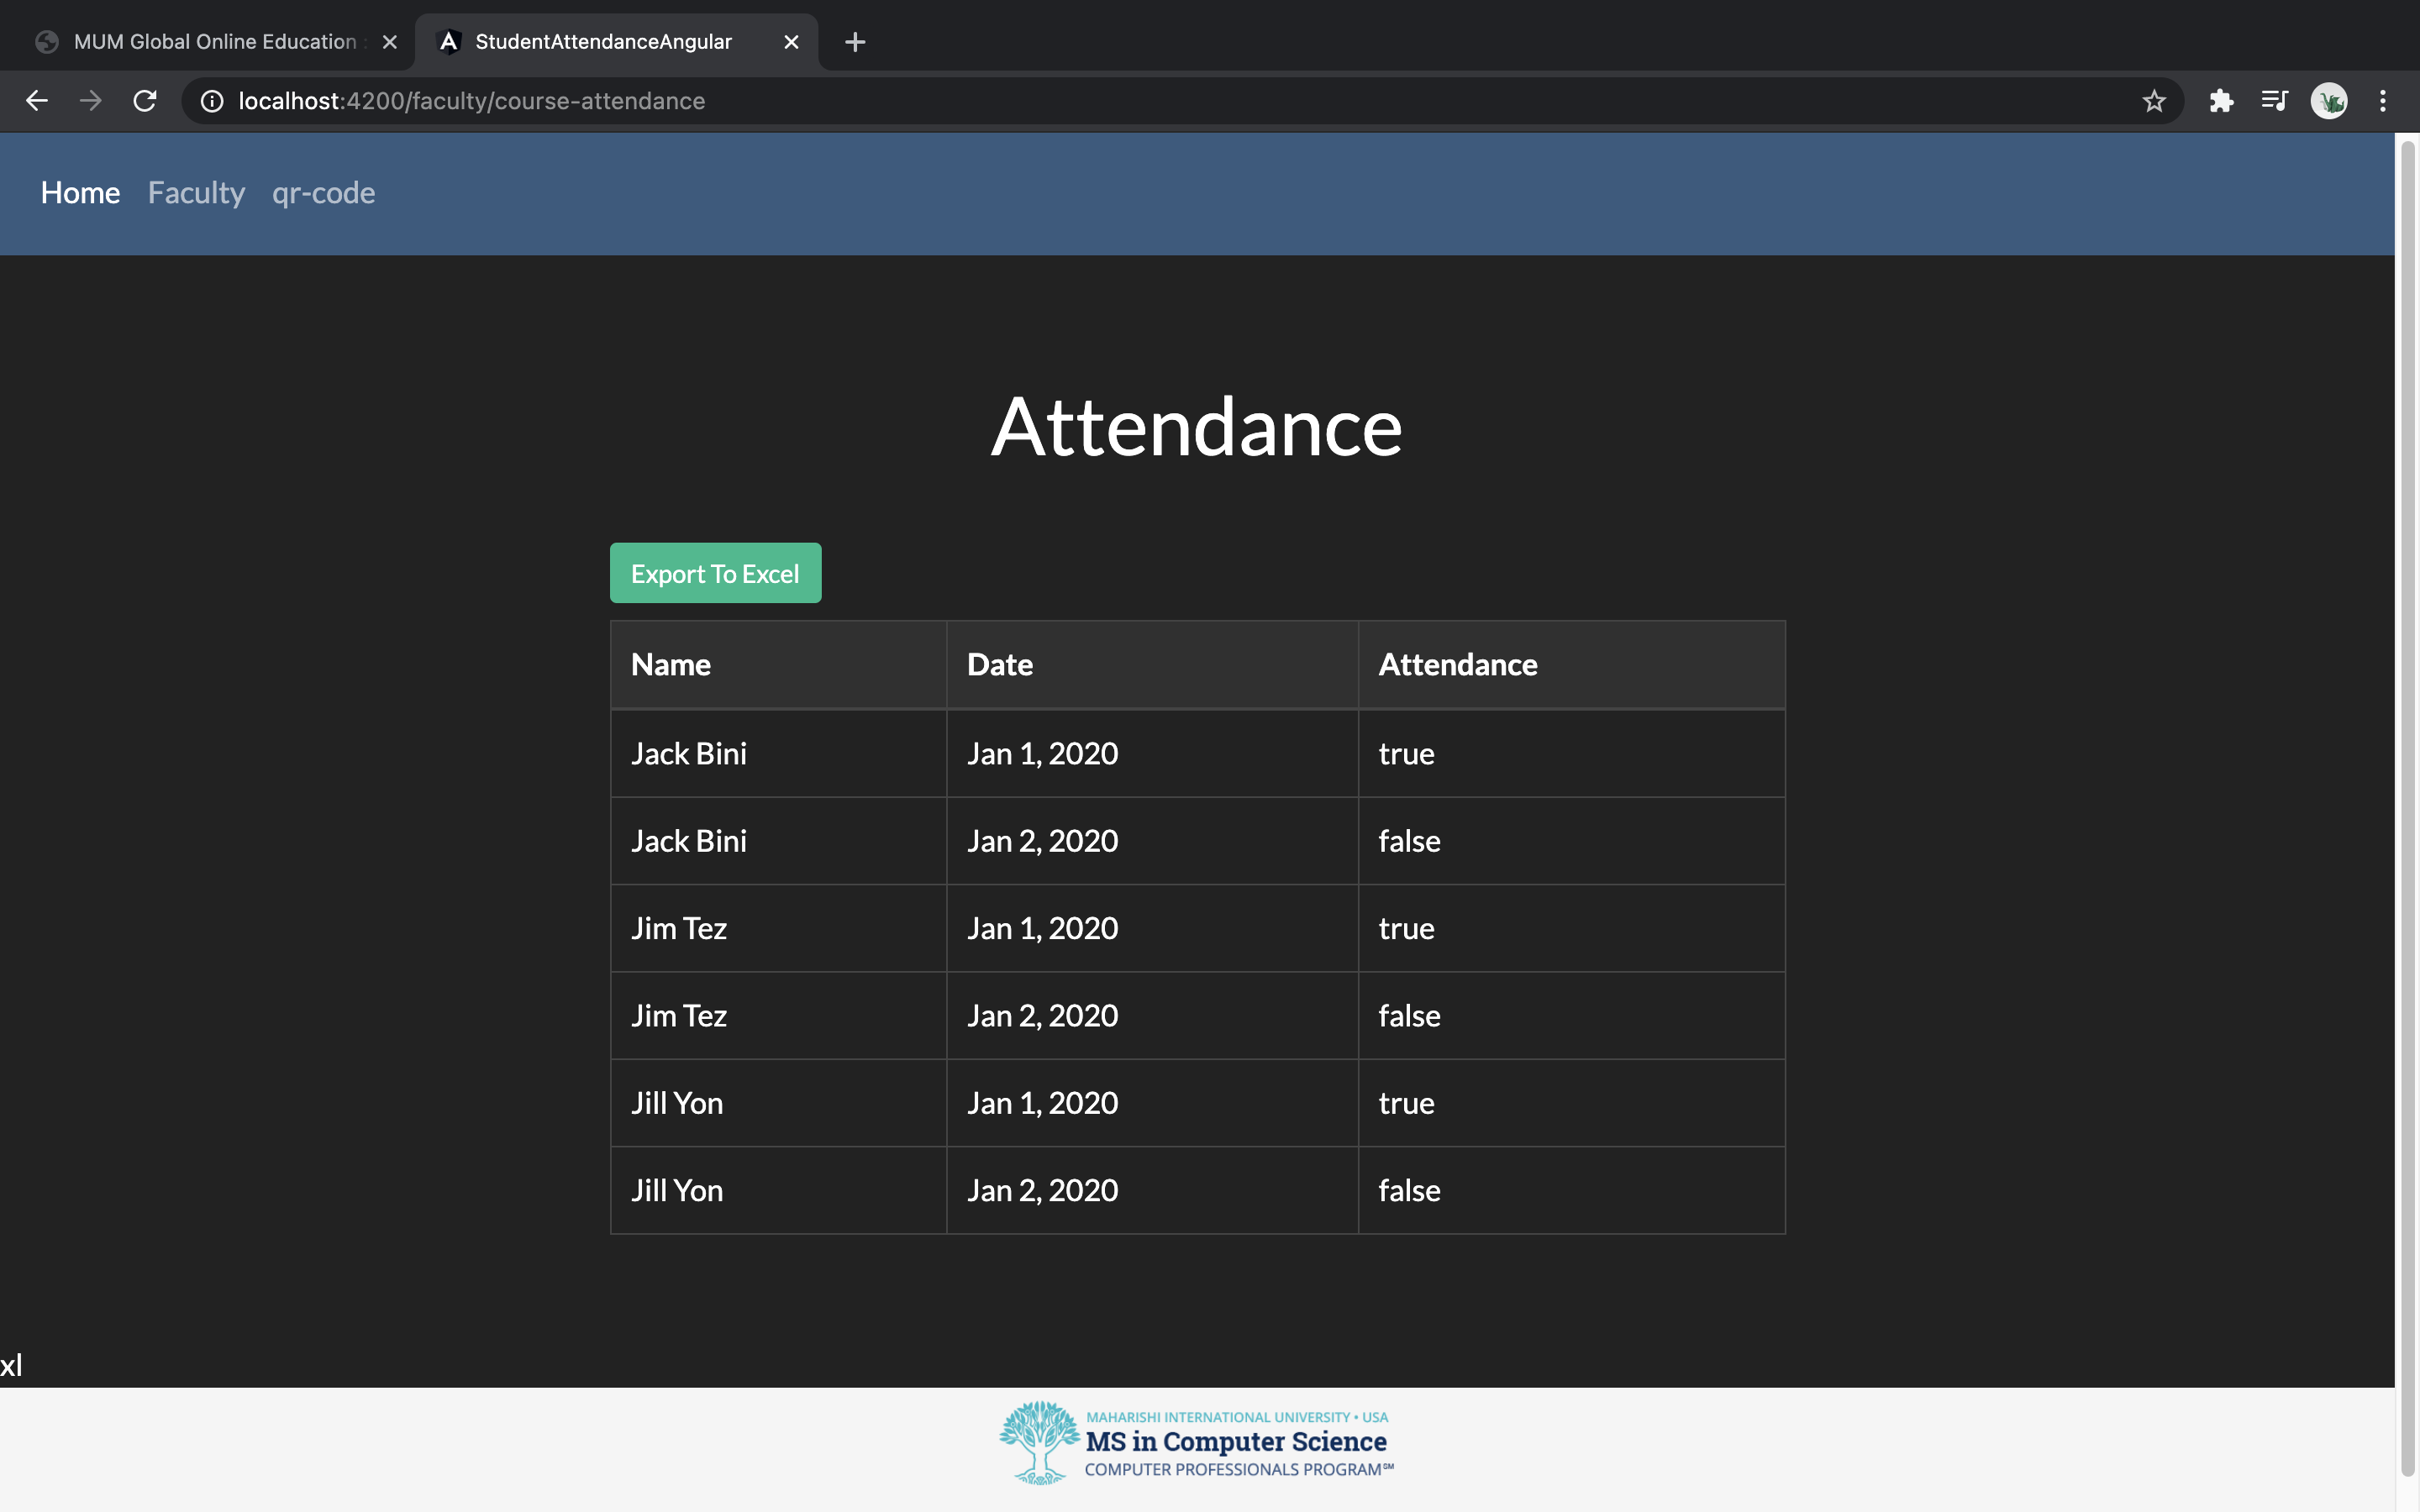 MUM Global Online Education :
StudentAttendanceAngular
localhost:4200/faculty/course-attendance
Home Faculty qr-code
Attendance
Export To Excel
Name Date Attendance
Jack Bini Jan 1, 2020 true
Jack Bini Jan 2, 2020 false
Jim Tez Jan 1, 2020 true
Jim Tez Jan 2, 2020 false
Jill Yon Jan 1, 2020 true
Jill Yon Jan 2, 2020 false
xl
MAHARISHI INTERNATIONAL UNIVERSITY • USA
MS in Computer Science
COMPUTER PROFESSIONALS PROGRAM℠